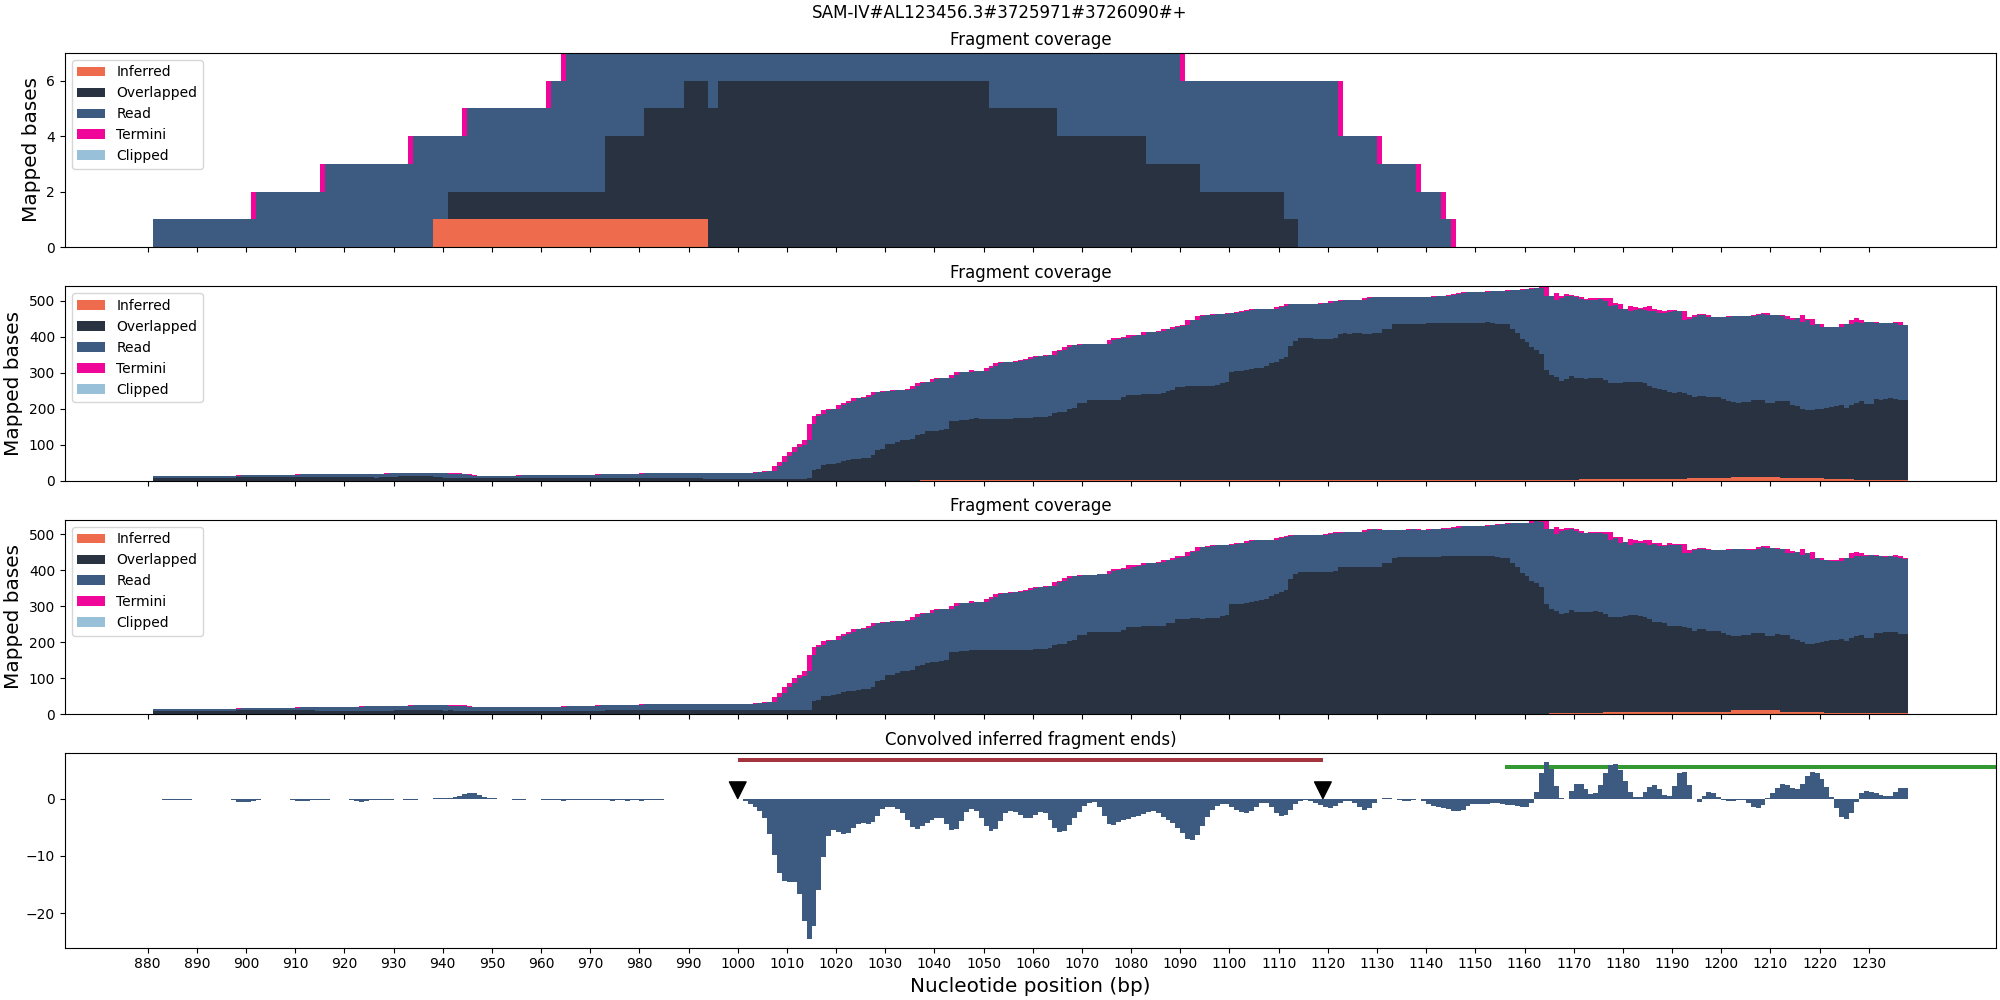 SAM-IV#AL123456.3#3725971#3726090#+
Fragment coverage
Mapped bases
6
4
2
0
Inferred
Overlapped
Read
Termini
Clipped
Fragment coverage
Mapped bases
500
400
300
200
100
0
Inferred
Overlapped
Read
Termini
Clipped
Fragment coverage
Mapped bases
500
400
300
200
100
0
Inferred
Overlapped
Read
Termini
Clipped
Convolved inferred fragment ends)
0
−10
−20
880 890 900 910 920 930 940 950 960 970 980 990 1000 1010 1020 1030 1040 1050 1060 1070 1080 1090 1100 1110 1120 1130 1140 1150 1160 1170 1180 1190 1200 1210 1220 1230
Nucleotide position (bp)